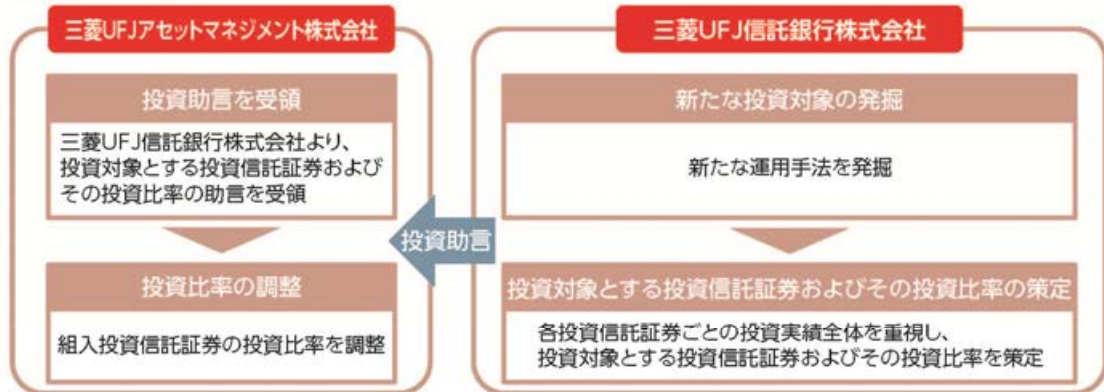 三菱UFJアセットマネジメント株式会社
投資助言を受領
三菱UFJ信託銀行株式会社より、
投資対象とする投資信託証券および
その投資比率の助言を受領
投資比率の調整
組入投資信託証券の投資比率を調整
投資助言
三菱UFJ信託銀行株式会社
新たな投資対象の発掘
新たな運用手法を発掘
投資対象とする投資信託証券およびその投資比率の策定
各投資信託証券ごとの投資実績全体を重視し、
投資対象とする投資信託証券およびその投資比率を策定